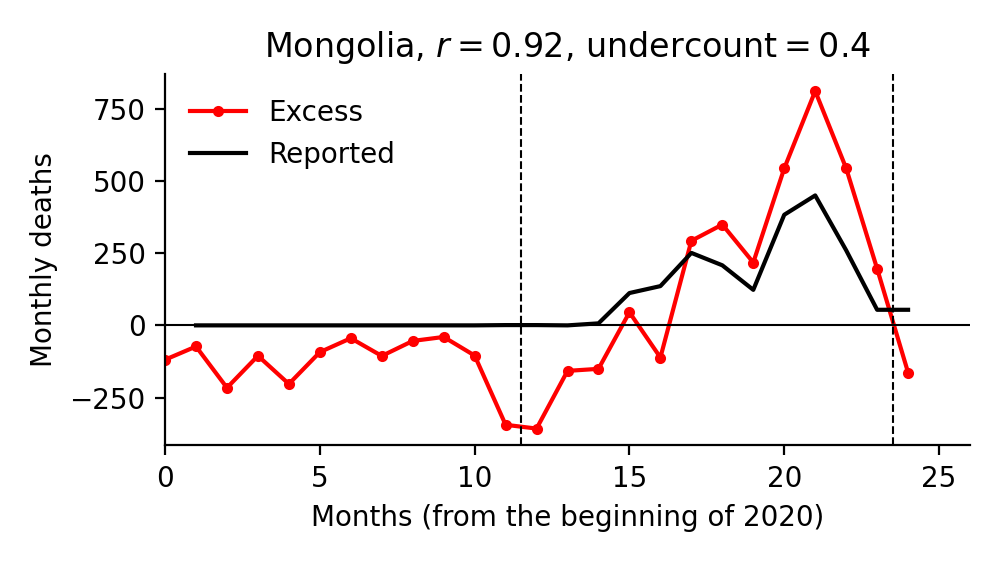 Mongolia, r = 0.92, undercount = 0.4
Excess
Reported
Monthly deaths
750
500
250
0
−250
0 5 10 15 20 25
Months (from the beginning of 2020)